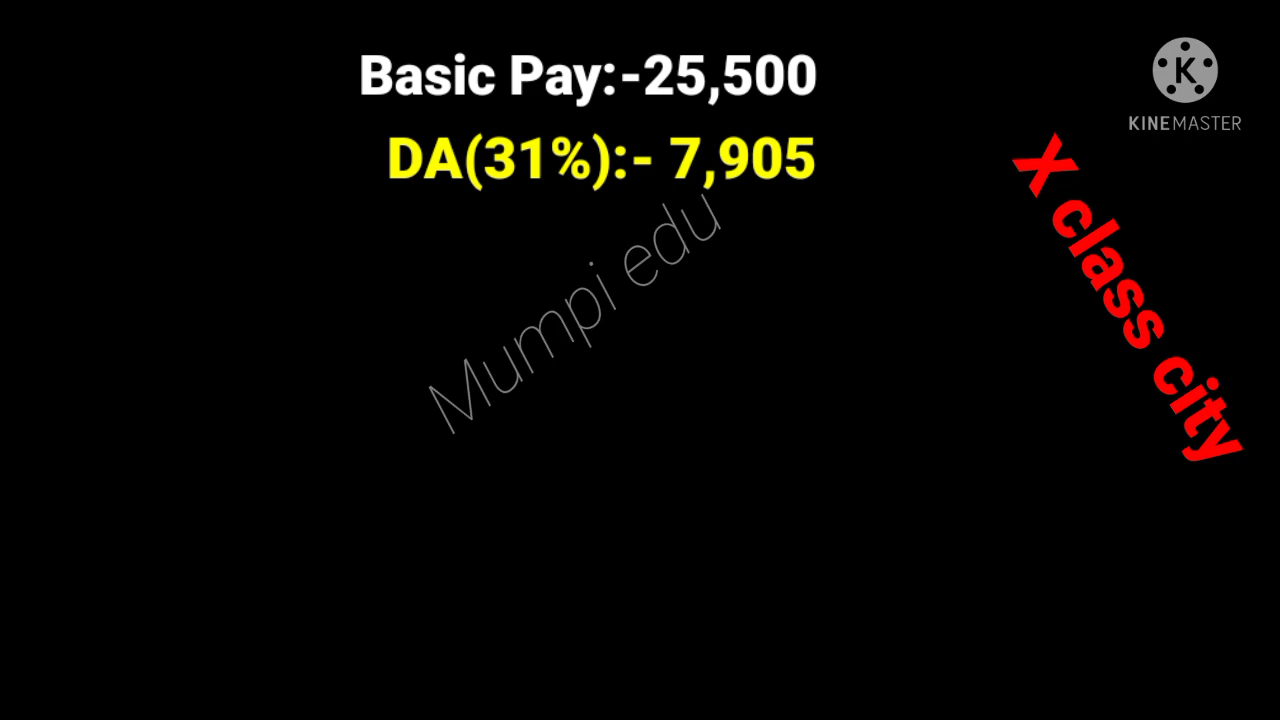 Basic Pay:-25,500
DA(31%):- 7,905
Mumpi edu
X class city
K
KINEMASTER